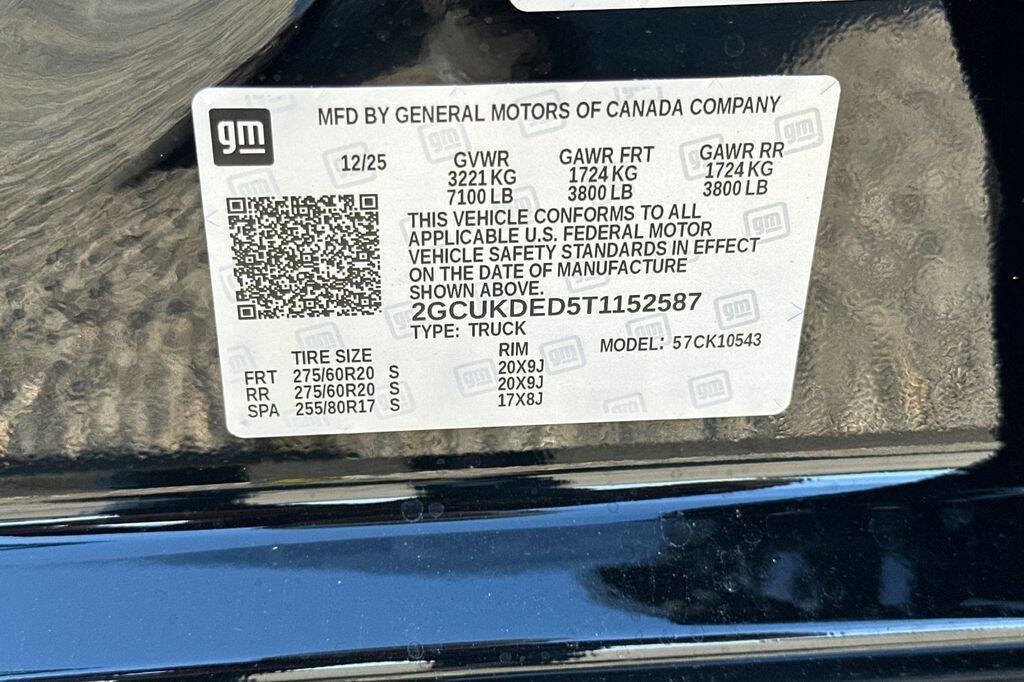 gm
MFD BY GENERAL MOTORS OF CANADA COMPANY
12/25 GVWR GAWR FRT GAWR RR
3221 KG 1724 KG 1724 KG
7100 LB 3800 LB 3800 LB
THIS VEHICLE CONFORMS TO ALL
APPLICABLE U.S. FEDERAL MOTOR
VEHICLE SAFETY STANDARDS IN EFFECT
ON THE DATE OF MANUFACTURE
SHOWN ABOVE.
2GCUKDED5T1152587
TYPE: TRUCK
MODEL: 57CK10543
TIRE SIZE RIM
FRT 275/60R20 S 20X9J
RR 275/60R20 S 20X9J
SPA 255/80R17 S 17X8J